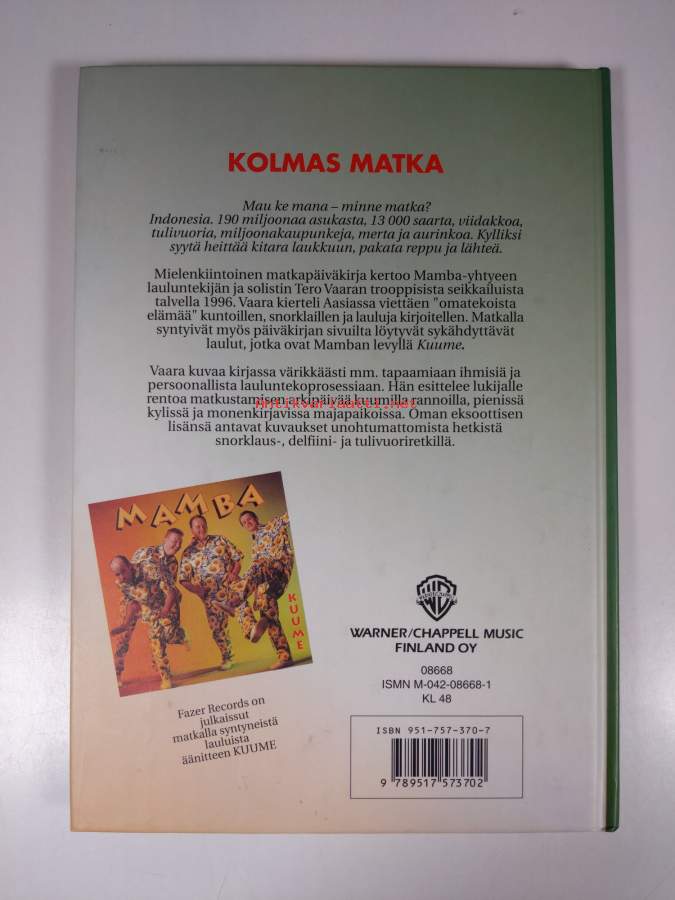 KOLMAS MATKA
Mau ke mana – minne matka?
Indonesia. 190 miljoonaa asukasta, 13 000 saarta, viidakkoa,
tulivuoria, miljoonakaupunkeja, merta ja aurinkoa. Kylliksi
syytä heittää kitara laukkuun, pakata reppu ja lähteä.
Mielenkiintoinen matkapäiväkirja kertoo Mamba-yhtyeen
lauluntekijän ja solistin Tero Vaaran trooppisista seikkailuista
talvella 1996. Vaara kierteli Aasiassa viettäen "omatekoista
elämää" kuntoillen, snorklaillen ja lauluja kirjoitellen. Matkalla
syntyivät myös päiväkirjan sivuilta löytyvät sykähdyttävät
laulut, jotka ovat Mamban levyllä Kuume.
Vaara kuvaa kirjassa värikkäästi mm. tapaamiaan ihmisiä ja
persoonallista lauluntekoprosessiaan. Hän esittelee lukijalle
rentoa matkustamisen arkipäivää kuumilla rannoilla, pienissä
Antikvariaatti.net
kylissä ja monenkirjavissa majapaikoissa. Oman eksoottisen
lisänsä antavat kuvaukset unohtumattomista hetkistä
snorklaus-, delfiini- ja tulivuoriretkillä.
MAMBA
KUUME
Fazer Records on
julkaissut
matkalla syntyneistä
lauluista
äänitteen KUUME
WARNER/CHAPPELL MUSIC
FINLAND OY
08668
ISMN M-042-08668-1
KL 48
ISBN 951-757-370-7
9 789517 573702